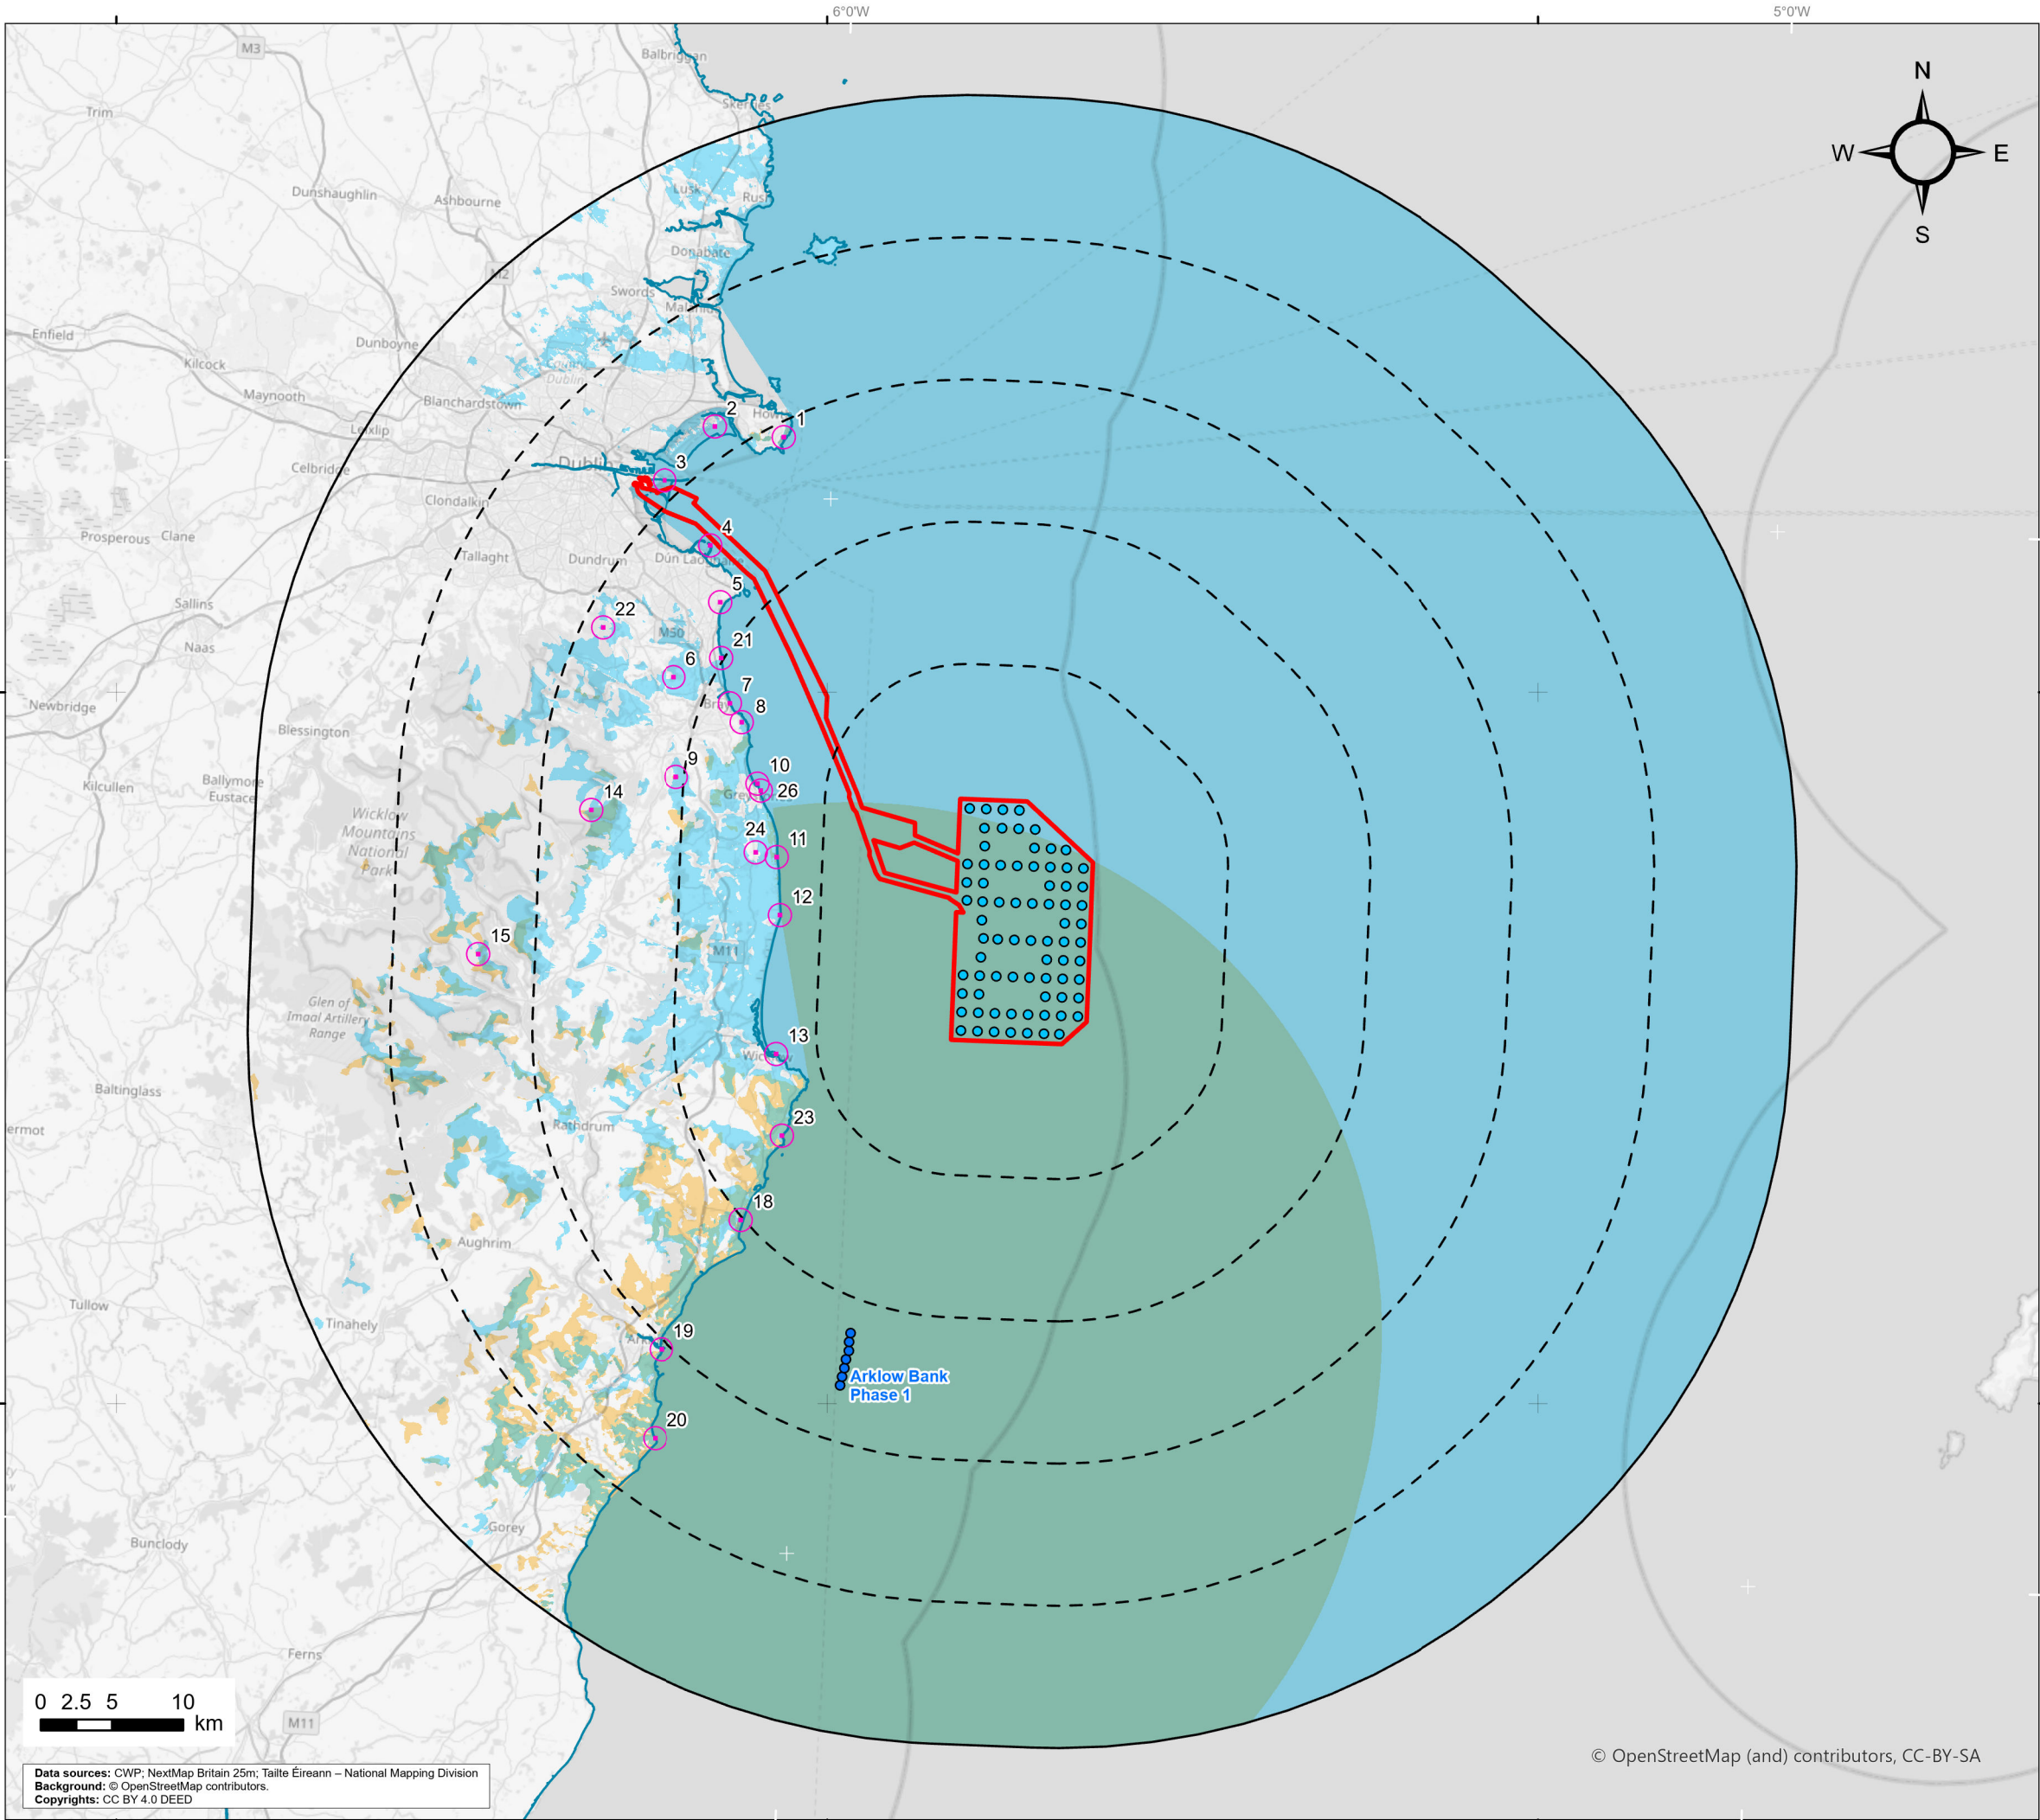 6°0'W
5°0'W
N
W
E
S
M3
Balbriggan
Skerries
Trim
Dunshaughlin
Ashbourne
Lusk
Rush
M2
Donabate
Swords
Malahide
Enfield
Dunboyne
Kilcock
County
Dublin
Maynooth
Blanchardstown
Leixlip
Howth
2
1
Celbridge
Dublin
3
Clondalkin
Prosperous
Clane
Tallaght
Dundrum
4
Dún Laoghaire
5
Sallins
Naas
22
M50
21
6
Newbridge
7
Bray
8
Blessington
9
10
Kilcullen
Ballymore
Eustace
Greystones
26
14
Wicklow
Mountains
National
Park
24
11
12
15
M11
Glen of
Imaal Artillery
Range
13
Wicklow
Baltinglass
23
Rathdrum
ermot
18
Aughrim
Tullow
Tinahely
19
Arklow Bank
Phase 1
20
Gorey
Bunclody
Ferns
M11
0 2.5 5 10
km
Data sources: CWP; NextMap Britain 25m; Tailte Éireann – National Mapping Division
Background: © OpenStreetMap contributors.
Copyrights: CC BY 4.0 DEED
© OpenStreetMap (and) contributors, CC-BY-SA